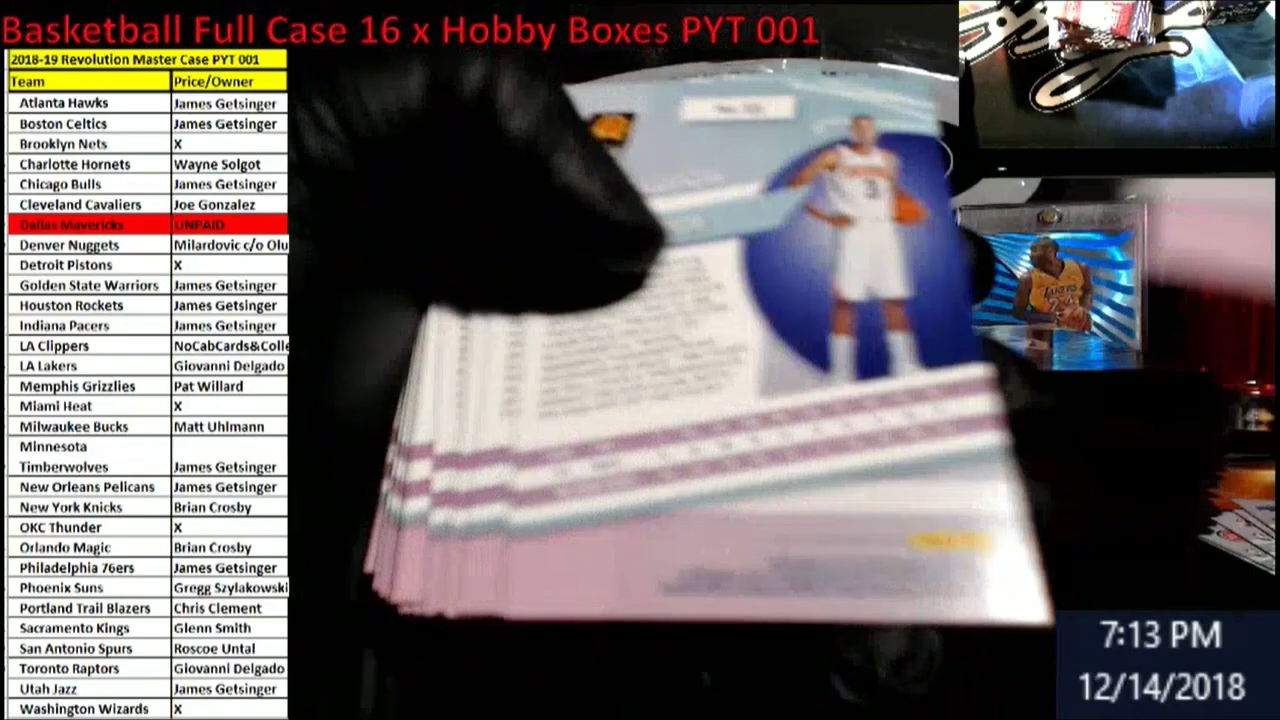 Basketball Full Case 16 x Hobby Boxes PYT 001
2018-19 Revolution Master Case PYT 001
Team Price/Owner
Atlanta Hawks James Getsinger
Boston Celtics James Getsinger
Brooklyn Nets X
Charlotte Hornets Wayne Solgot
Chicago Bulls James Getsinger
Cleveland Cavaliers Joe Gonzalez
Dallas Mavericks UNPAID
Denver Nuggets Milardovic c/o Olu
Detroit Pistons X
Golden State Warriors James Getsinger
Houston Rockets James Getsinger
Indiana Pacers James Getsinger
LA Clippers NoCabCards&Colle
LA Lakers Giovanni Delgado
Memphis Grizzlies Pat Willard
Miami Heat X
Milwaukee Bucks Matt Uhlmann
Minnesota
Timberwolves James Getsinger
New Orleans Pelicans James Getsinger
New York Knicks Brian Crosby
OKC Thunder X
Orlando Magic Brian Crosby
Philadelphia 76ers James Getsinger
Phoenix Suns Gregg Szylakowski
Portland Trail Blazers Chris Clement
Sacramento Kings Glenn Smith
San Antonio Spurs Roscoe Untal
Toronto Raptors Giovanni Delgado
Utah Jazz James Getsinger
Washington Wizards X
3
LAKERS
24
7:13 PM
12/14/2018